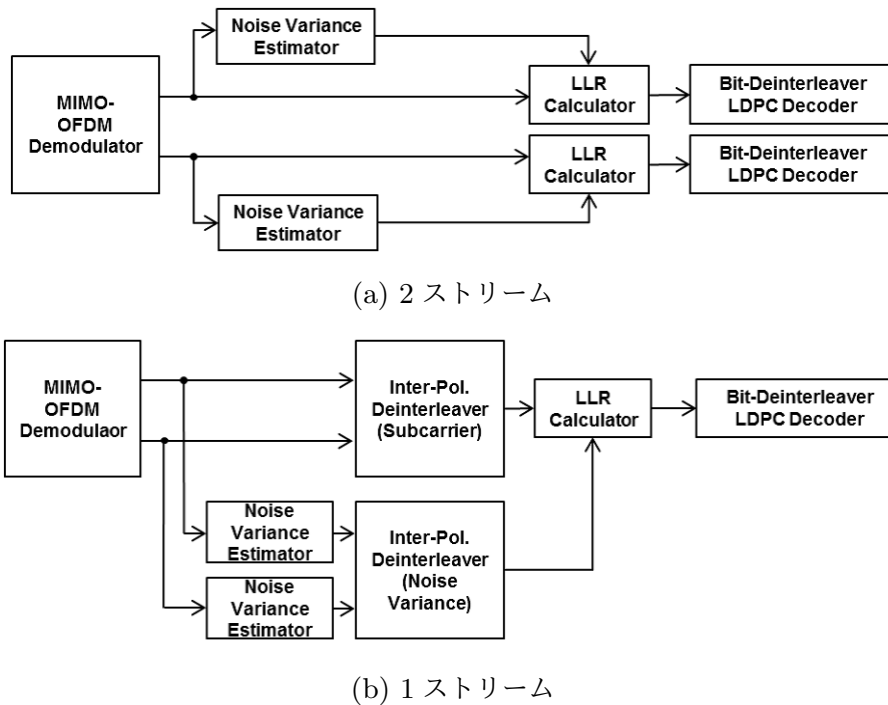 Noise Variance
Estimator
MIMO-
OFDM
Demodulator
LLR
Calculator
Bit-Deinterleaver
LDPC Decoder
LLR
Calculator
Bit-Deinterleaver
LDPC Decoder
Noise Variance
Estimator
(a) 2 ストリーム
MIMO-
OFDM
Demodulaor
Inter-Pol.
Deinterleaver
(Subcarrier)
LLR
Calculator
Bit-Deinterleaver
LDPC Decoder
Noise
Variance
Estimator
Inter-Pol.
Deinterleaver
(Noise
Variance)
Noise
Variance
Estimator
(b) 1 ストリーム